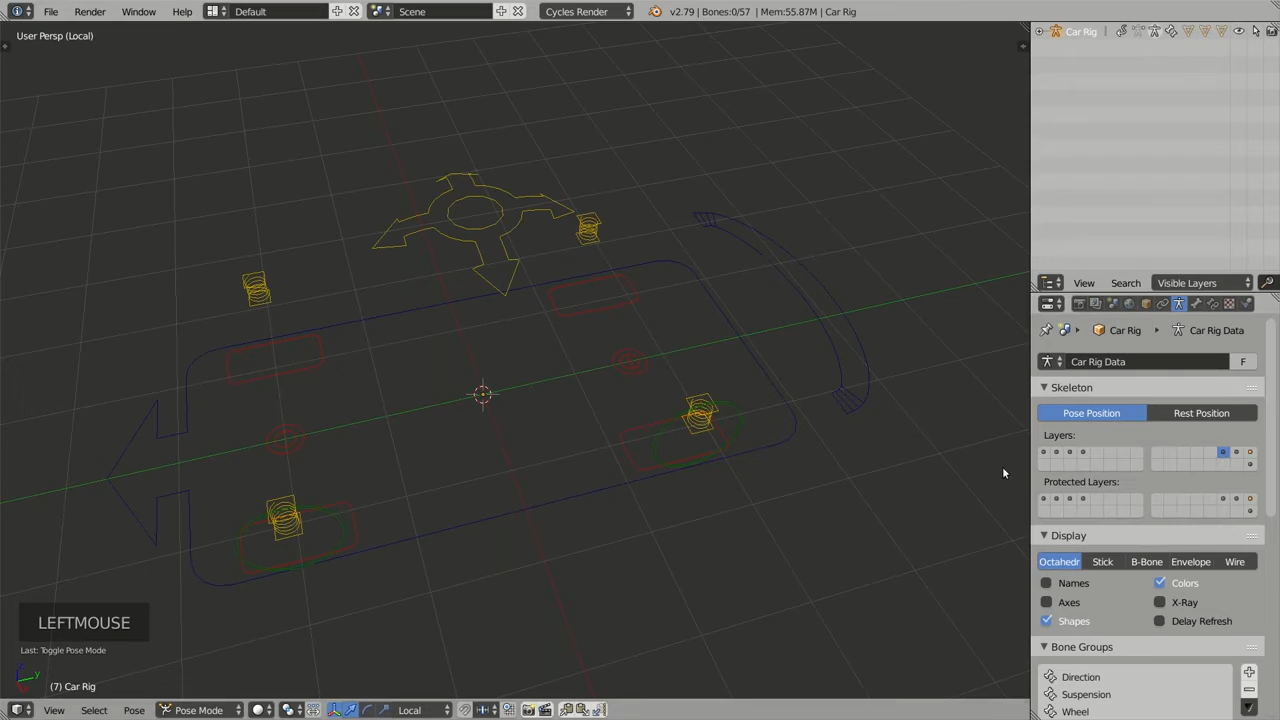 File Render Window Help Default Scene Cycles Render v2.79 | Bones:0/57 | Mem:55.87M | Car Rig
User Persp (Local)
Car Rig
View Search Visible Layers
Car Rig Car Rig Data
Car Rig Data F
Skeleton
Pose Position Rest Position
Layers:
Protected Layers:
Display
Octahedr Stick B-Bone Envelope Wire
Names Colors
Axes X-Ray
Shapes Delay Refresh
Bone Groups
Direction
Suspension
Wheel
LEFTMOUSE
Last: Toggle Pose Mode
y
(7) Car Rig
View Select Pose Pose Mode Local